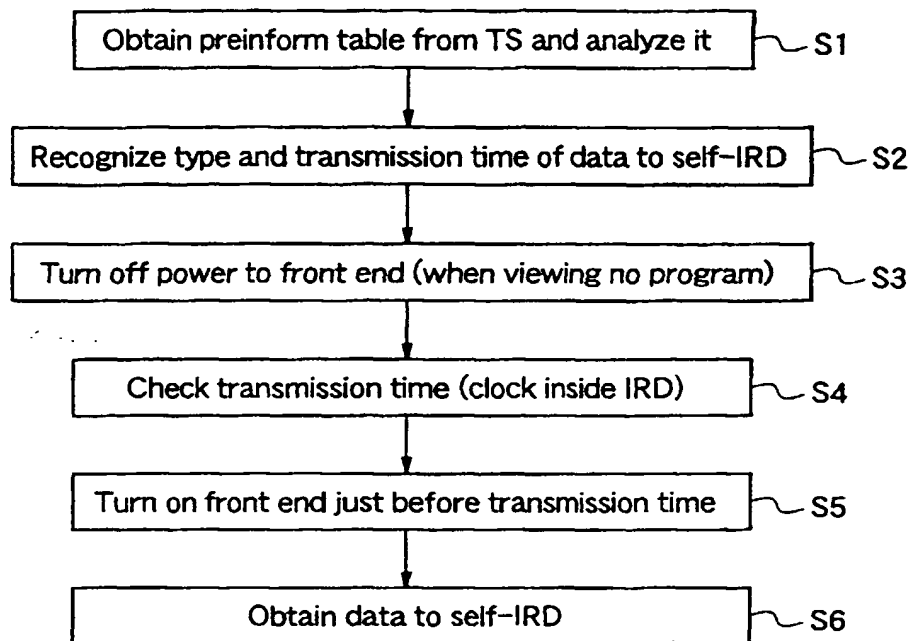 Obtain preinform table from TS and analyze it S1
Recognize type and transmission time of data to self-IRD S2
Turn off power to front end (when viewing no program) S3
Check transmission time (clock inside IRD) S4
Turn on front end just before transmission time S5
Obtain data to self-IRD S6